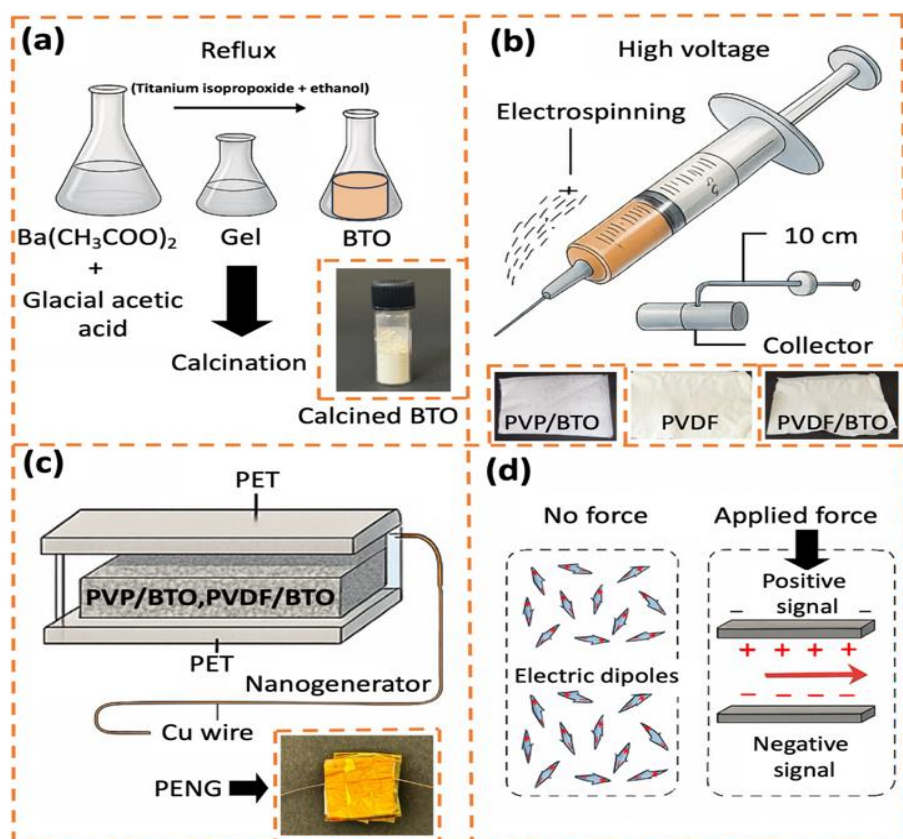 (a)
Reflux
(Titanium isopropoxide + ethanol)
Ba(CH₃COO)₂
+
Glacial acetic
acid
Gel
BTO
Calcination
Calcined BTO
(b)
High voltage
Electrospinning
10 cm
Collector
PVP/BTO
PVDF
PVDF/BTO
(c)
PET
PVP/BTO,PVDF/BTO
PET
Nanogenerator
Cu wire
PENG
(d)
No force
Electric dipoles
Applied force
Positive
signal
– –
+ + + +
– – – –
Negative
signal